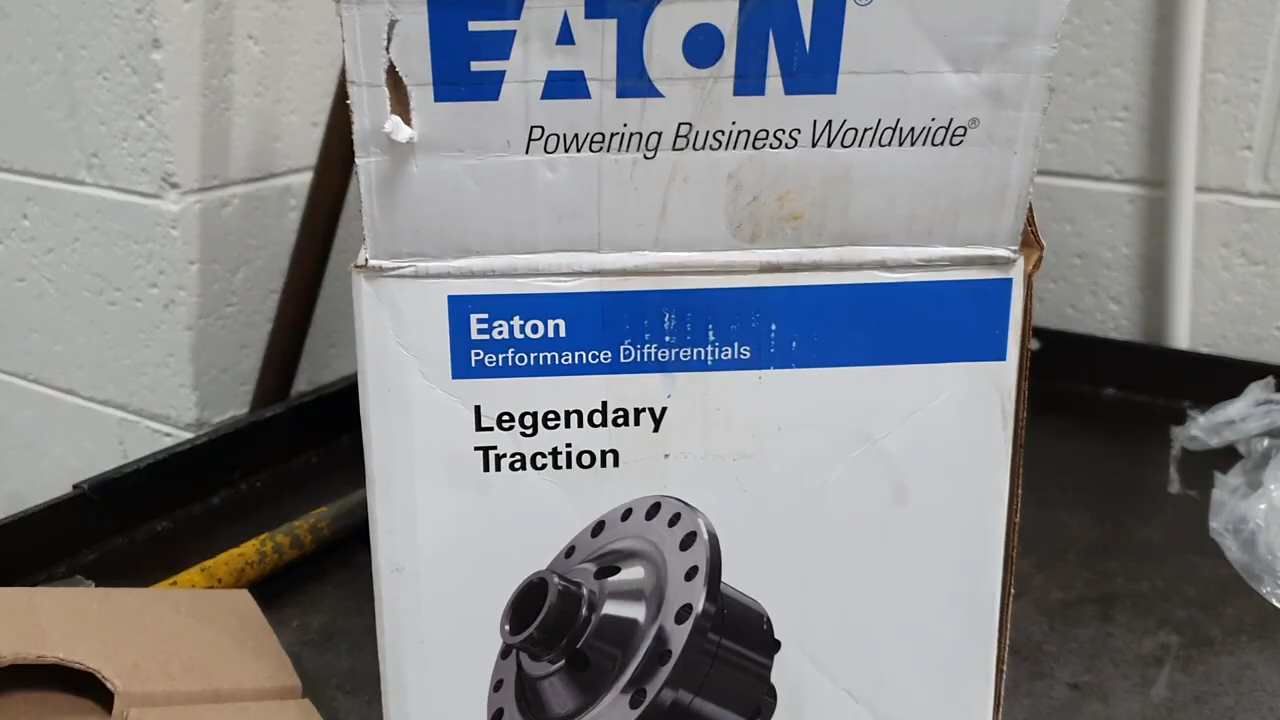 EATON®
Powering Business Worldwide®
Eaton
Performance Differentials
Legendary
Traction